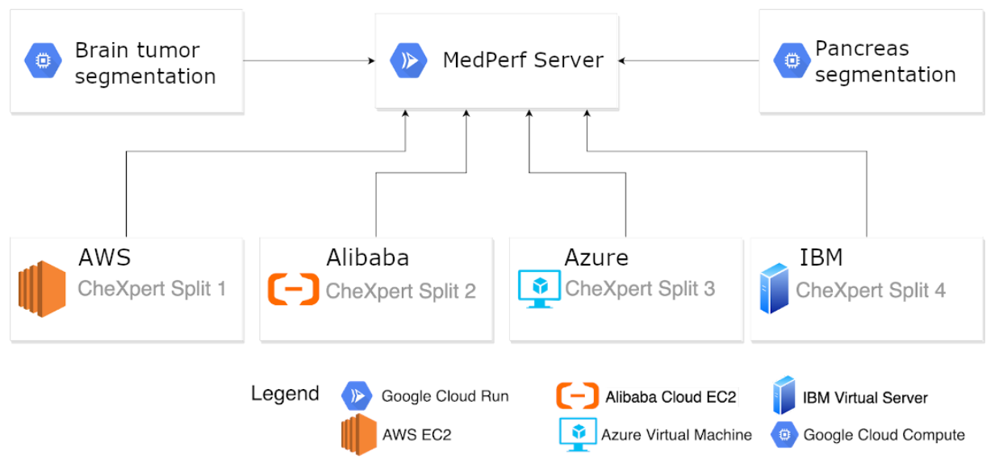 Brain tumor
segmentation
MedPerf Server
Pancreas
segmentation
AWS
CheXpert Split 1
Alibaba
CheXpert Split 2
Azure
CheXpert Split 3
IBM
CheXpert Split 4
Legend
Google Cloud Run
Alibaba Cloud EC2
IBM Virtual Server
AWS EC2
Azure Virtual Machine
Google Cloud Compute